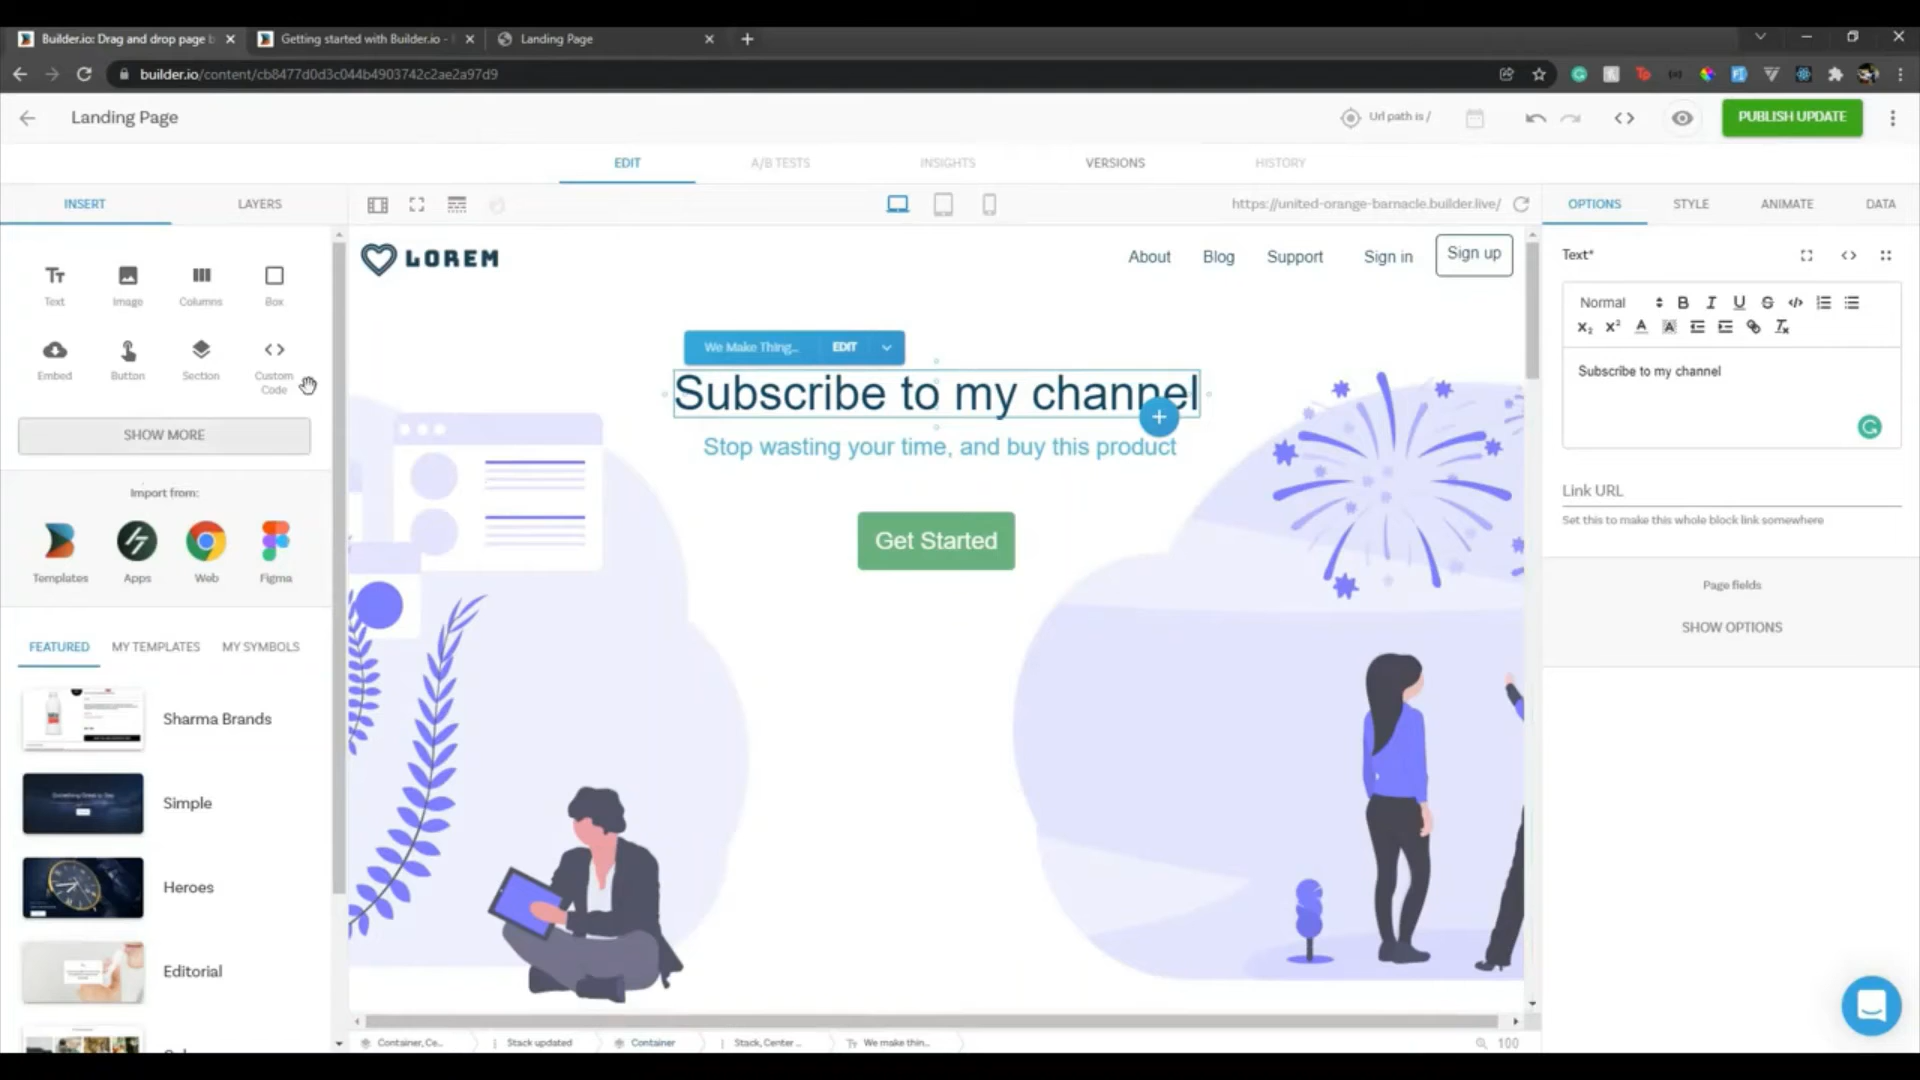 Builder.io: Drag and drop page b
Getting started with Builder.io -
Landing Page
builder.io/content/cb8477d0d3c044b4903742c2ae2a97d9
Landing Page
Url path is /
PUBLISH UPDATE
EDIT
A/B TESTS
INSIGHTS
VERSIONS
HISTORY
INSERT
LAYERS
https://united-orange-barnacle.builder.live/
OPTIONS
STYLE
ANIMATE
DATA
LOREM
About
Blog
Support
Sign in
Sign up
Text*
Text
Image
Columns
Box
Normal
We Make Thing...
EDIT
Embed
Button
Section
Custom
Code
Subscribe to my channel
Subscribe to my channel
SHOW MORE
Stop wasting your time, and buy this product
Import from:
Link URL
Set this to make this whole block link somewhere
Get Started
Templates
Apps
Web
Figma
Page fields
SHOW OPTIONS
FEATURED
MY TEMPLATES
MY SYMBOLS
Sharma Brands
Simple
Heroes
Editorial
Container, Ce...
Stack updated
Container
Stack, Center ...
We make thin...
100